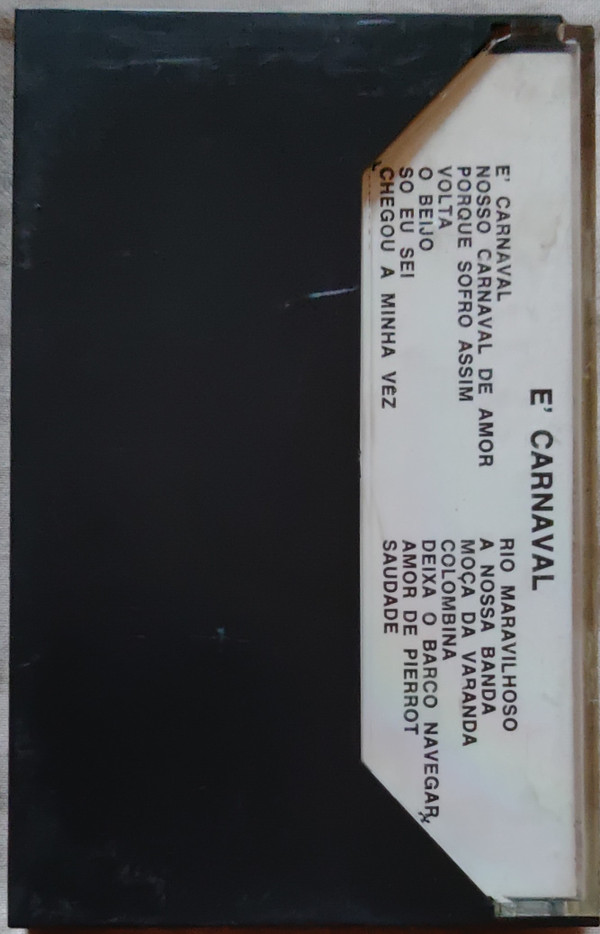 E' CARNAVAL
E' CARNAVAL
NOSSO CARNAVAL DE AMOR
PORQUE SOFRO ASSIM
VOLTA
O BEIJO
SO EU SEI
CHEGOU A MINHA VÊZ
RIO MARAVILHOSO
A NOSSA BANDA
MOÇA DA VARANDA
COLOMBINA
DEIXA O BARCO NAVEGAR
AMOR DE PIERROT
SAUDADE